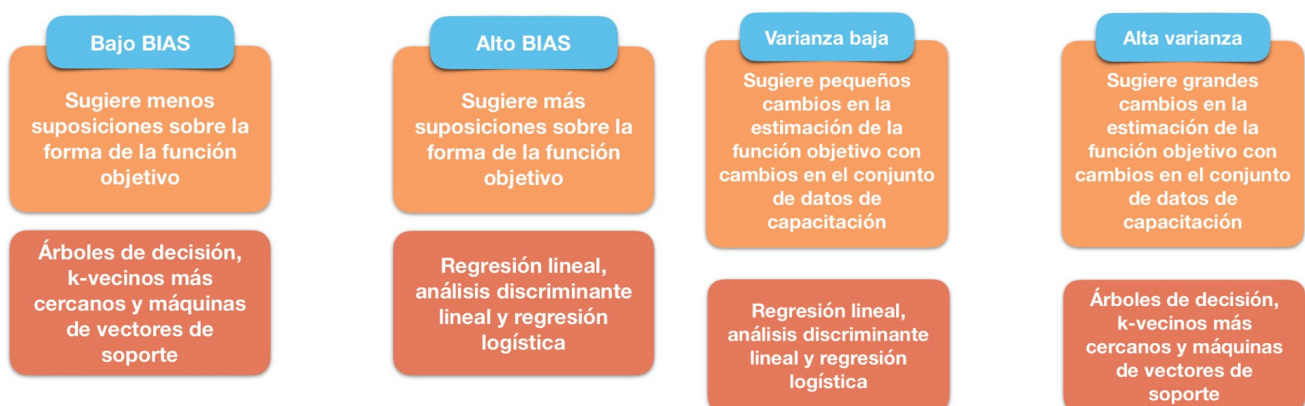 Bajo BIAS
Sugiere menos
suposiciones sobre la
forma de la función
objetivo
Árboles de decisión,
k-vecinos más
cercanos y máquinas
de vectores de
soporte
Alto BIAS
Sugiere más
suposiciones sobre la
forma de la función
objetivo
Regresión lineal,
análisis discriminante
lineal y regresión
logística
Varianza baja
Sugiere pequeños
cambios en la
estimación de la
función objetivo con
cambios en el conjunto
de datos de
capacitación
Regresión lineal,
análisis discriminante
lineal y regresión
logística
Alta varianza
Sugiere grandes
cambios en la
estimación de la
función objetivo con
cambios en el conjunto
de datos de
capacitación
Árboles de decisión,
k-vecinos más
cercanos y máquinas
de vectores de
soporte